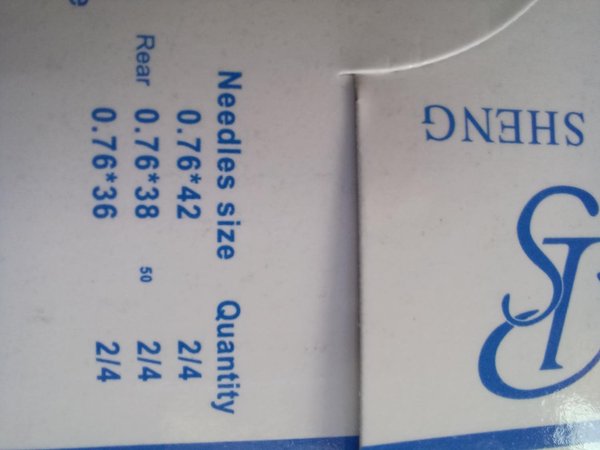 Needles size Quantity
0.76*42 2/4
Rear 0.76*38 50 2/4
0.76*36 2/4
SHENG